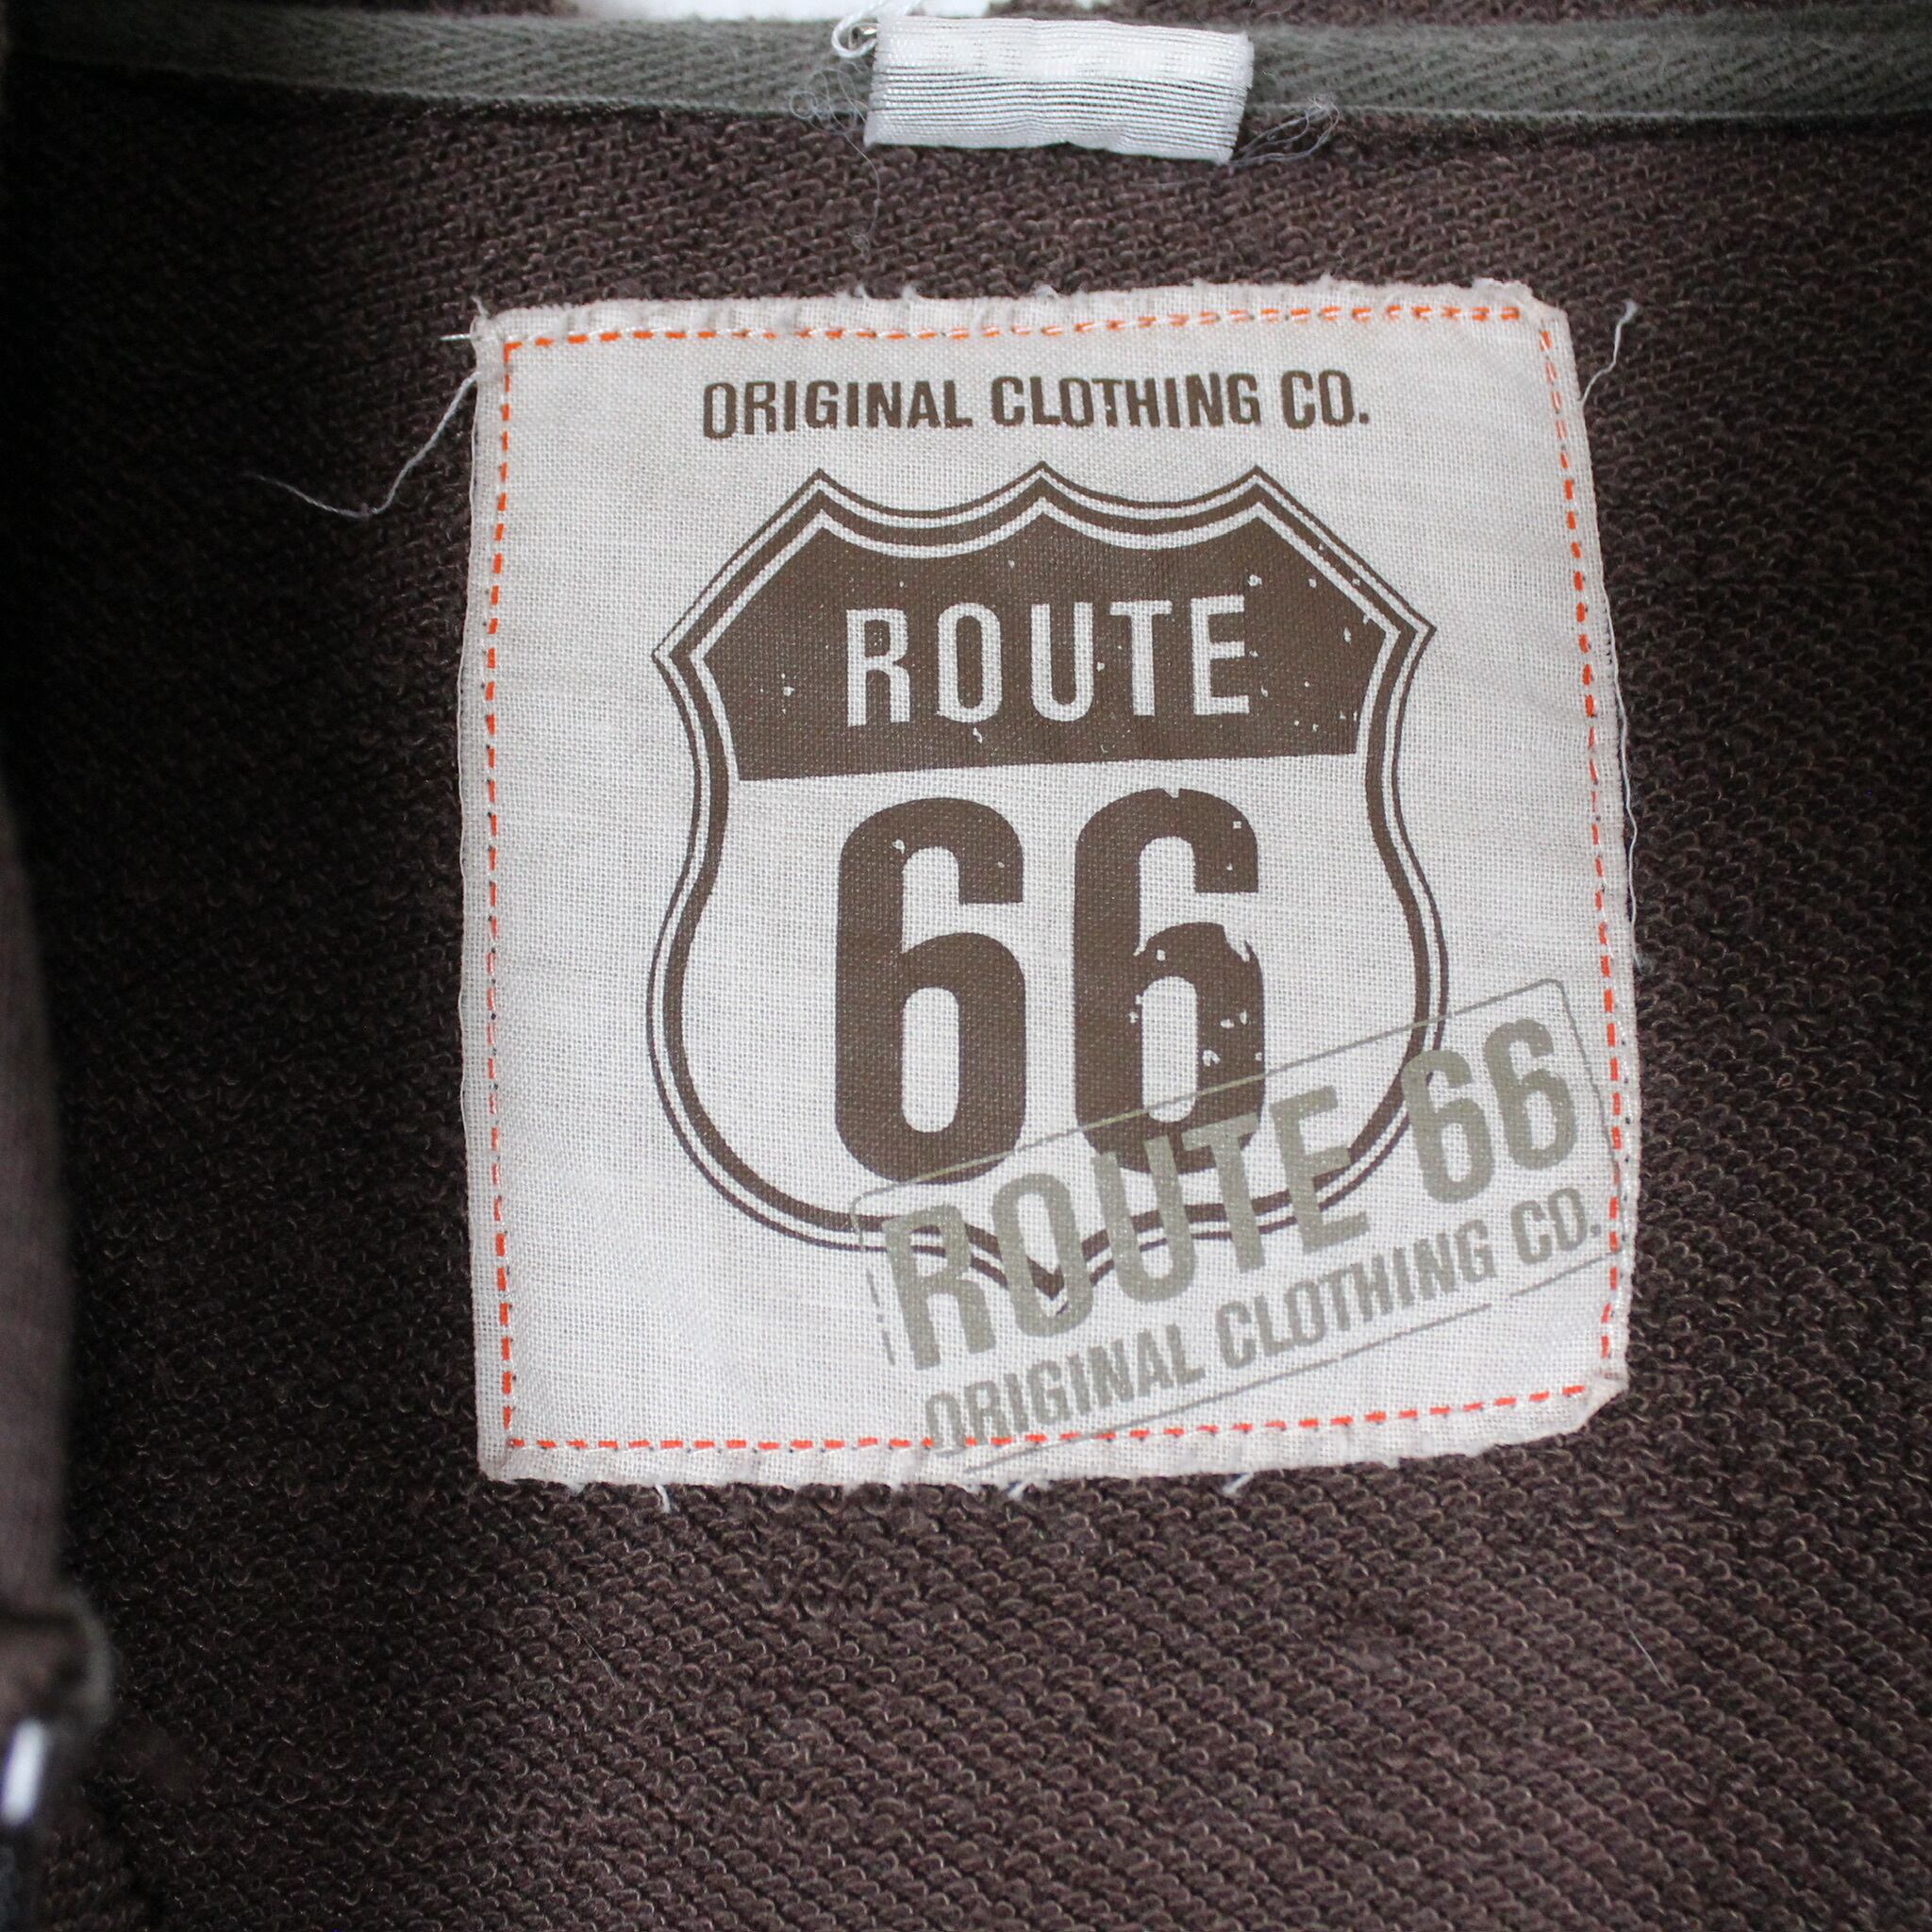 ORIGINAL CLOTHING CO.
ROUTE
66
ROUTE 66
ORIGINAL CLOTHING CO.